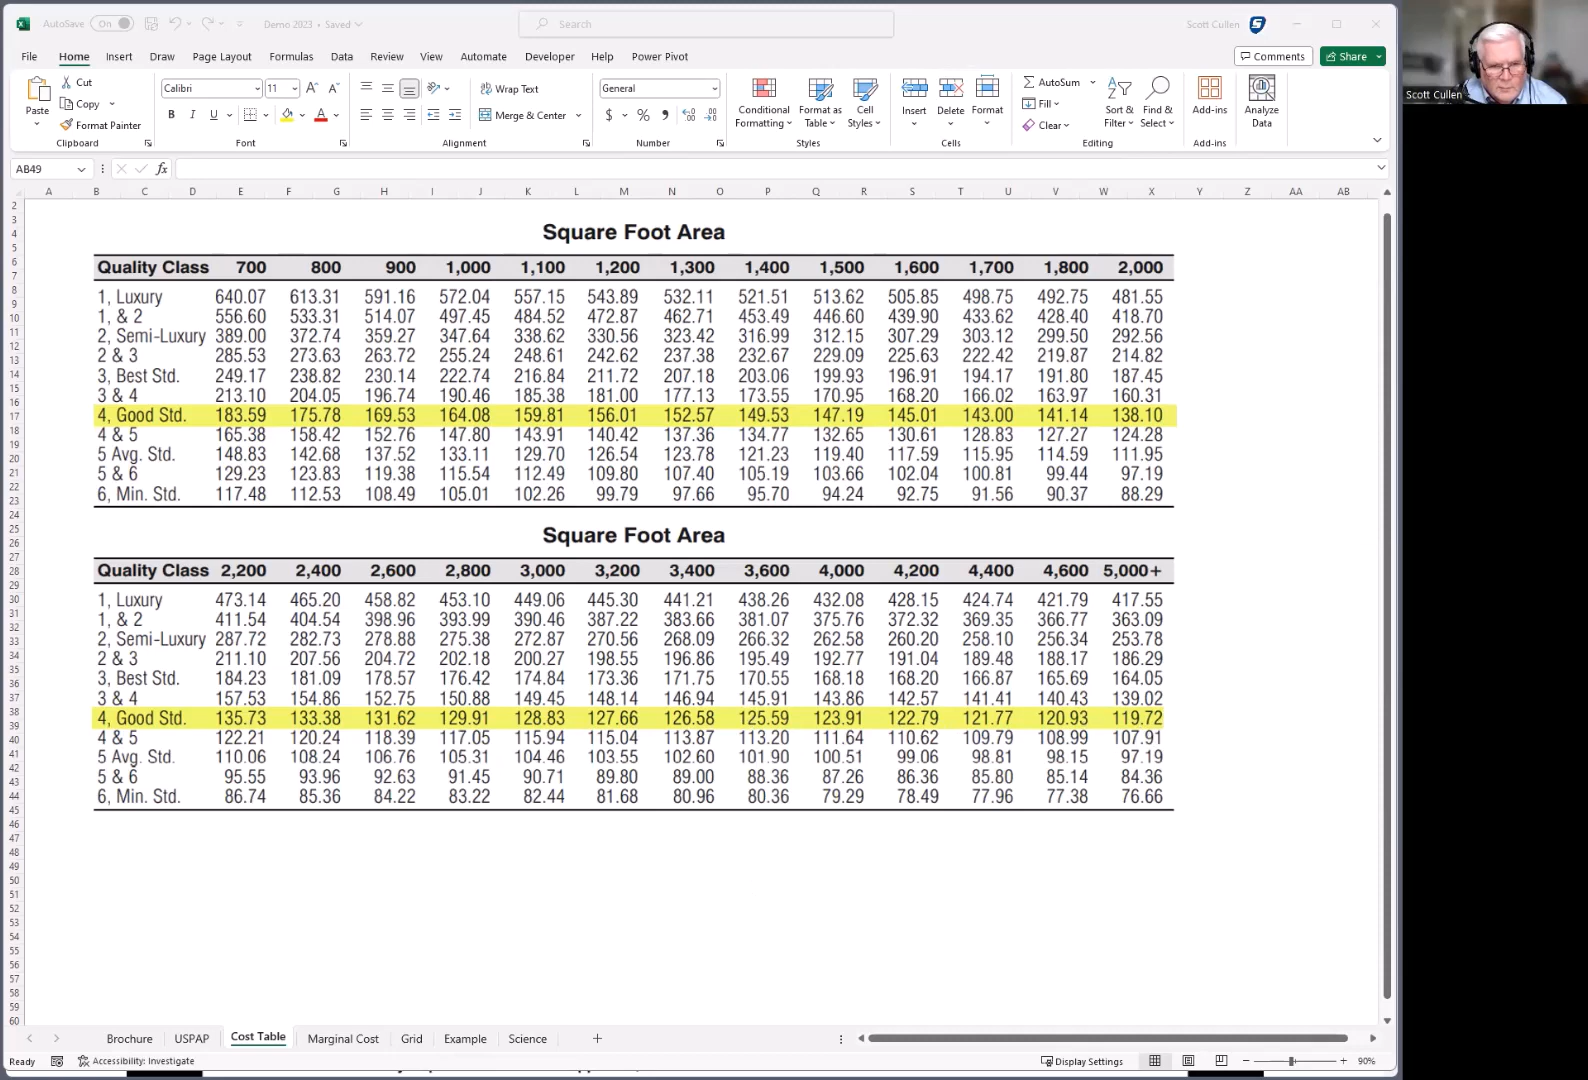 AutoSave On Demo 2023 • Saved Search Scott Cullen
File Home Insert Draw Page Layout Formulas Data Review View Automate Developer Help Power Pivot Comments Share
Paste Cut Copy Format Painter Clipboard
Calibri 11 A A B I U A Font
Wrap Text Merge & Center Alignment
General $ % Number
Conditional Formatting Format as Table Cell Styles Styles
Insert Delete Format Cells
AutoSum Fill Clear Sort & Filter Find & Select Editing
Add-ins Add-ins
Analyze Data
Scott Cullen
AB49 fx
A B C D E F G H I J K L M N O P Q R S T U V W X Y Z AA AB
Square Foot Area
Quality Class 700 800 900 1,000 1,100 1,200 1,300 1,400 1,500 1,600 1,700 1,800 2,000
1, Luxury 640.07 613.31 591.16 572.04 557.15 543.89 532.11 521.51 513.62 505.85 498.75 492.75 481.55
1, & 2 556.60 533.31 514.07 497.45 484.52 472.87 462.71 453.49 446.60 439.90 433.62 428.40 418.70
2, Semi-Luxury 389.00 372.74 359.27 347.64 338.62 330.56 323.42 316.99 312.15 307.29 303.12 299.50 292.56
2 & 3 285.53 273.63 263.72 255.24 248.61 242.62 237.38 232.67 229.09 225.63 222.42 219.87 214.82
3, Best Std. 249.17 238.82 230.14 222.74 216.84 211.72 207.18 203.06 199.93 196.91 194.17 191.80 187.45
3 & 4 213.10 204.05 196.74 190.46 185.38 181.00 177.13 173.55 170.95 168.20 166.02 163.97 160.31
4, Good Std. 183.59 175.78 169.53 164.08 159.81 156.01 152.57 149.53 147.19 145.01 143.00 141.14 138.10
4 & 5 165.38 158.42 152.76 147.80 143.91 140.42 137.36 134.77 132.65 130.61 128.83 127.27 124.28
5 Avg. Std. 148.83 142.68 137.52 133.11 129.70 126.54 123.78 121.23 119.40 117.59 115.95 114.59 111.95
5 & 6 129.23 123.83 119.38 115.54 112.49 109.80 107.40 105.19 103.66 102.04 100.81 99.44 97.19
6, Min. Std. 117.48 112.53 108.49 105.01 102.26 99.79 97.66 95.70 94.24 92.75 91.56 90.37 88.29
Square Foot Area
Quality Class 2,200 2,400 2,600 2,800 3,000 3,200 3,400 3,600 4,000 4,200 4,400 4,600 5,000+
1, Luxury 473.14 465.20 458.82 453.10 449.06 445.30 441.21 438.26 432.08 428.15 424.74 421.79 417.55
1, & 2 411.54 404.54 398.96 393.99 390.46 387.22 383.66 381.07 375.76 372.32 369.35 366.77 363.09
2, Semi-Luxury 287.72 282.73 278.88 275.38 272.87 270.56 268.09 266.32 262.58 260.20 258.10 256.34 253.78
2 & 3 211.10 207.56 204.72 202.18 200.27 198.55 196.86 195.49 192.77 191.04 189.48 188.17 186.29
3, Best Std. 184.23 181.09 178.57 176.42 174.84 173.36 171.75 170.55 168.18 168.20 166.87 165.69 164.05
3 & 4 157.53 154.86 152.75 150.88 149.45 148.14 146.94 145.91 143.86 142.57 141.41 140.43 139.02
4, Good Std. 135.73 133.38 131.62 129.91 128.83 127.66 126.58 125.59 123.91 122.79 121.77 120.93 119.72
4 & 5 122.21 120.24 118.39 117.05 115.94 115.04 113.87 113.20 111.64 110.62 109.79 108.99 107.91
5 Avg. Std. 110.06 108.24 106.76 105.31 104.46 103.55 102.60 101.90 100.51 99.06 98.81 98.15 97.19
5 & 6 95.55 93.96 92.63 91.45 90.71 89.80 89.00 88.36 87.26 86.36 85.80 85.14 84.36
6, Min. Std. 86.74 85.36 84.22 83.22 82.44 81.68 80.96 80.36 79.29 78.49 77.96 77.38 76.66
Brochure USPAP Cost Table Marginal Cost Grid Example Science
Ready Accessibility: Investigate Display Settings 90%